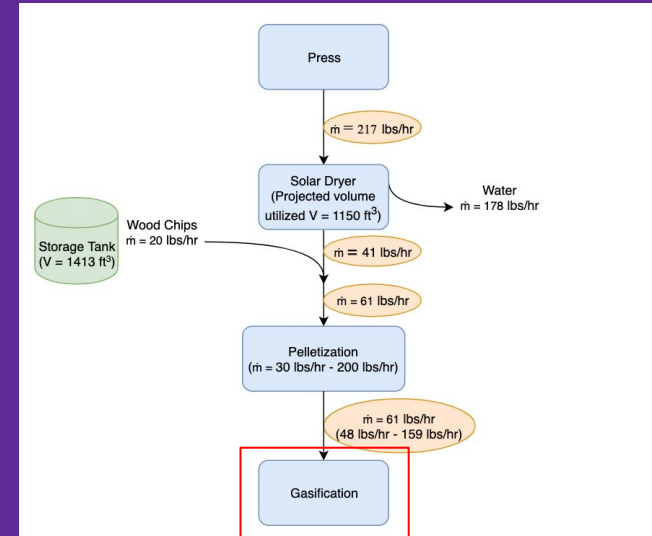 Press
ṁ = 217 lbs/hr
Solar Dryer
(Projected volume
utilized V = 1150 ft³)
Water
ṁ = 178 lbs/hr
Wood Chips
ṁ = 20 lbs/hr
Storage Tank
(V = 1413 ft³)
ṁ = 41 lbs/hr
ṁ = 61 lbs/hr
Pelletization
(ṁ = 30 lbs/hr - 200 lbs/hr)
ṁ = 61 lbs/hr
(48 lbs/hr - 159 lbs/hr)
Gasification